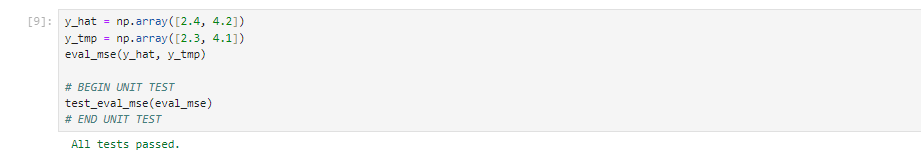 [9]: y_hat = np.array([2.4, 4.2])
y_tmp = np.array([2.3, 4.1])
eval_mse(y_hat, y_tmp)
# BEGIN UNIT TEST
test_eval_mse(eval_mse)
# END UNIT TEST
All tests passed.